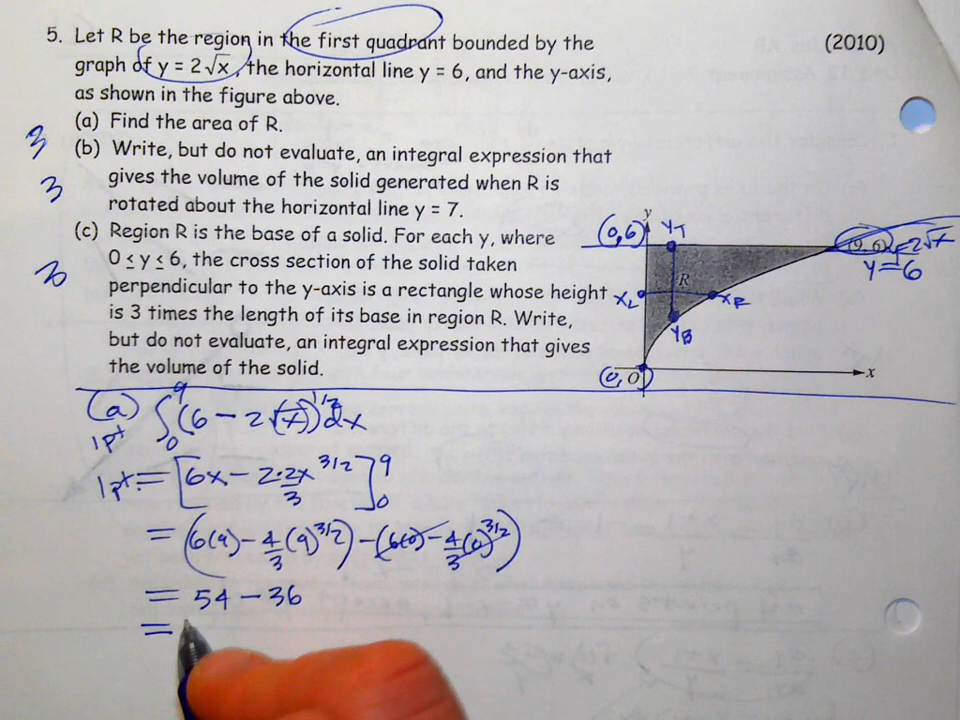 5. Let R be the region in the first quadrant bounded by the (2010)
graph of y = 2√x, the horizontal line y = 6, and the y-axis,
as shown in the figure above.
(a) Find the area of R.
3
(b) Write, but do not evaluate, an integral expression that
3 gives the volume of the solid generated when R is
rotated about the horizontal line y = 7.
(c) Region R is the base of a solid. For each y, where
3 0 ≤ y ≤ 6, the cross section of the solid taken
perpendicular to the y-axis is a rectangle whose height
is 3 times the length of its base in region R. Write,
but do not evaluate, an integral expression that gives
the volume of the solid.
y
(0,6) Y_T (9, 6) y=2√x
y=6
R
X_L X_R
Y_B
(0, O) x
(a) ∫₀⁹ (6 − 2√(x))^1/2 dx
1pt
1pt = [6x − 2·2x^3/2 / 3]₀⁹
= (6(9) − 4/3 (9)^3/2) − (6(0) − 4/3 (0)^3/2)
= 54 − 36
=